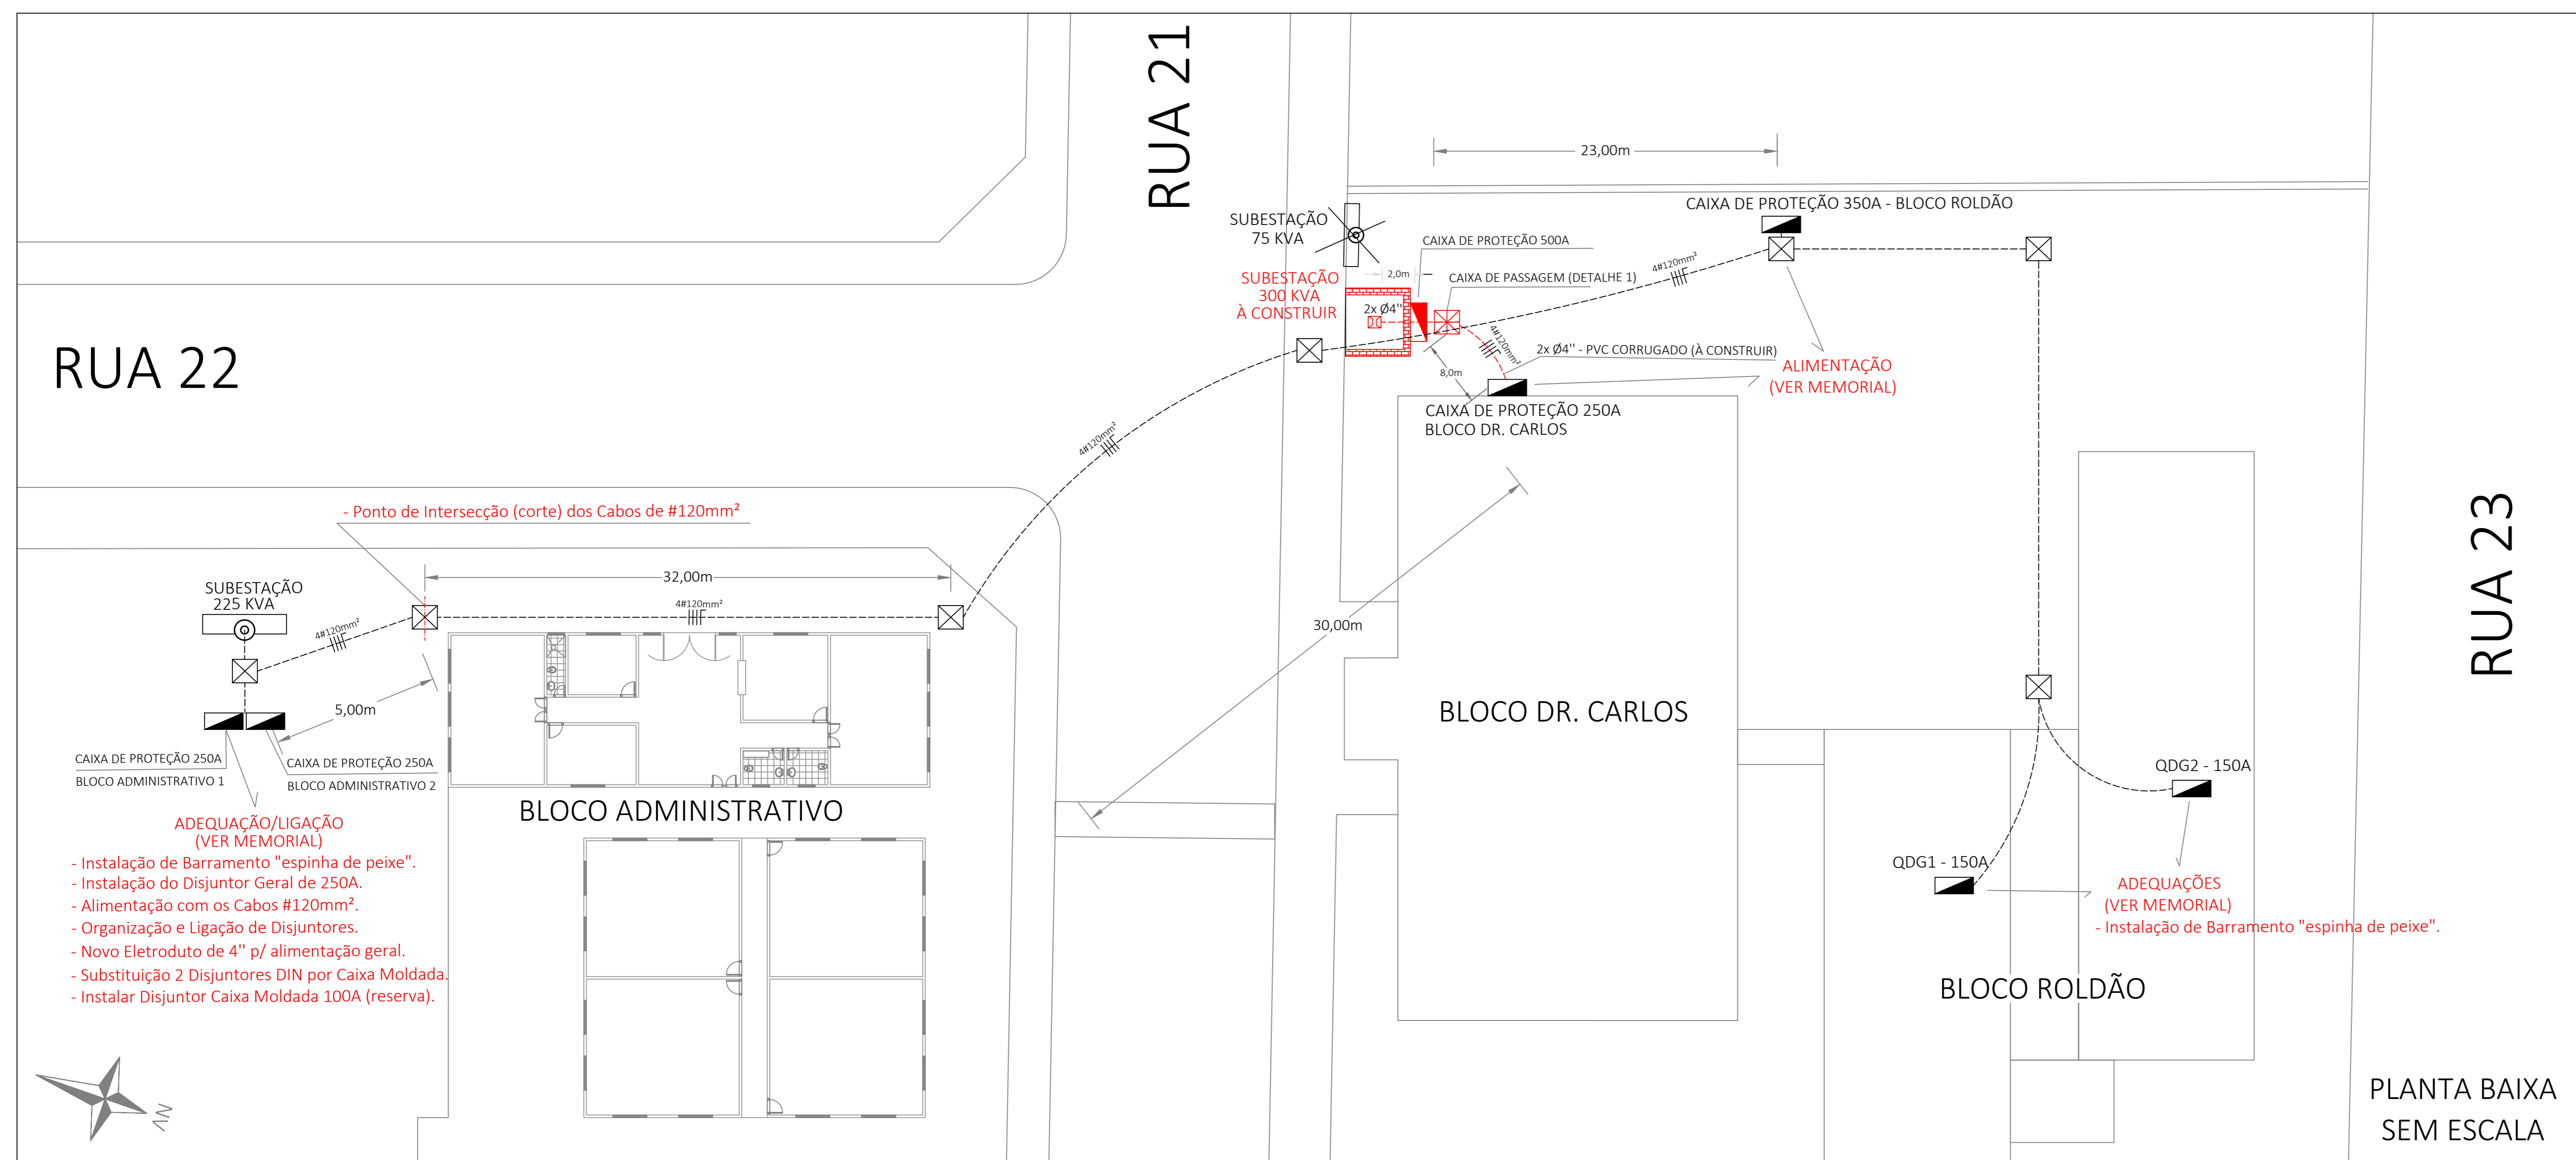 RUA 21
23,00m
CAIXA DE PROTEÇÃO 350A - BLOCO ROLDÃO
SUBESTAÇÃO
75 KVA
CAIXA DE PROTEÇÃO 500A
2,0m
CAIXA DE PASSAGEM (DETALHE 1)
4#120mm²
SUBESTAÇÃO
300 KVA
À CONSTRUIR
2x Ø4''
4#120mm²
2x Ø4'' - PVC CORRUGADO (À CONSTRUIR)
8,0m
ALIMENTAÇÃO
(VER MEMORIAL)
CAIXA DE PROTEÇÃO 250A
BLOCO DR. CARLOS
RUA 22
4#120mm²
- Ponto de Intersecção (corte) dos Cabos de #120mm²
RUA 23
SUBESTAÇÃO
225 KVA
32,00m
4#120mm²
4#120mm²
30,00m
5,00m
BLOCO DR. CARLOS
CAIXA DE PROTEÇÃO 250A
BLOCO ADMINISTRATIVO 1
CAIXA DE PROTEÇÃO 250A
BLOCO ADMINISTRATIVO 2
QDG2 - 150A
BLOCO ADMINISTRATIVO
ADEQUAÇÃO/LIGAÇÃO
(VER MEMORIAL)
- Instalação de Barramento "espinha de peixe".
- Instalação do Disjuntor Geral de 250A.
- Alimentação com os Cabos #120mm².
- Organização e Ligação de Disjuntores.
- Novo Eletroduto de 4'' p/ alimentação geral.
- Substituição 2 Disjuntores DIN por Caixa Moldada.
- Instalar Disjuntor Caixa Moldada 100A (reserva).
QDG1 - 150A
ADEQUAÇÕES
(VER MEMORIAL)
- Instalação de Barramento "espinha de peixe".
BLOCO ROLDÃO
NN
PLANTA BAIXA
SEM ESCALA